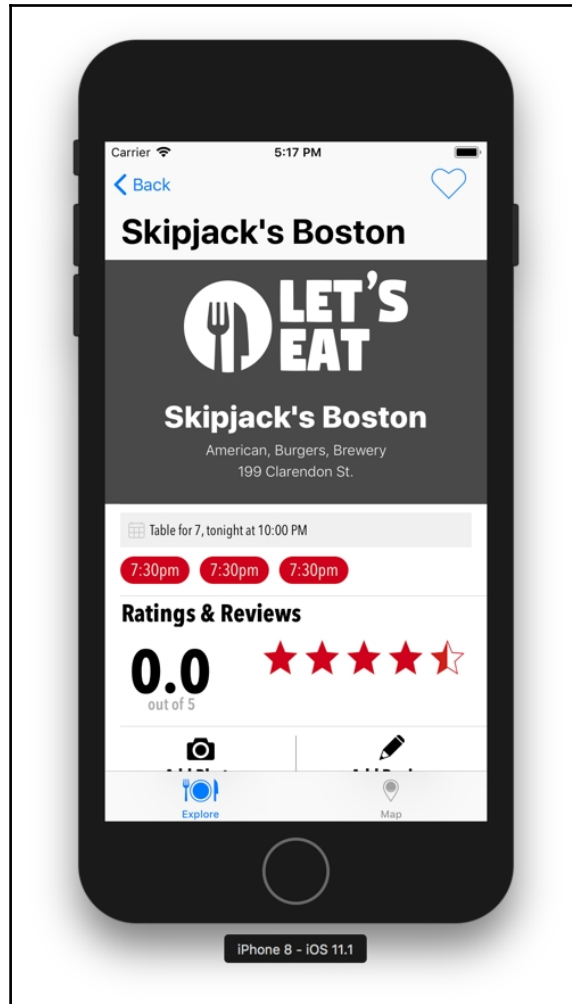 Carrier 5:17 PM
Back
Skipjack's Boston
LET'S
EAT
Skipjack's Boston
American, Burgers, Brewery
199 Clarendon St.
Table for 7, tonight at 10:00 PM
7:30pm 7:30pm 7:30pm
Ratings & Reviews
0.0
out of 5
Explore Map
iPhone 8 - iOS 11.1